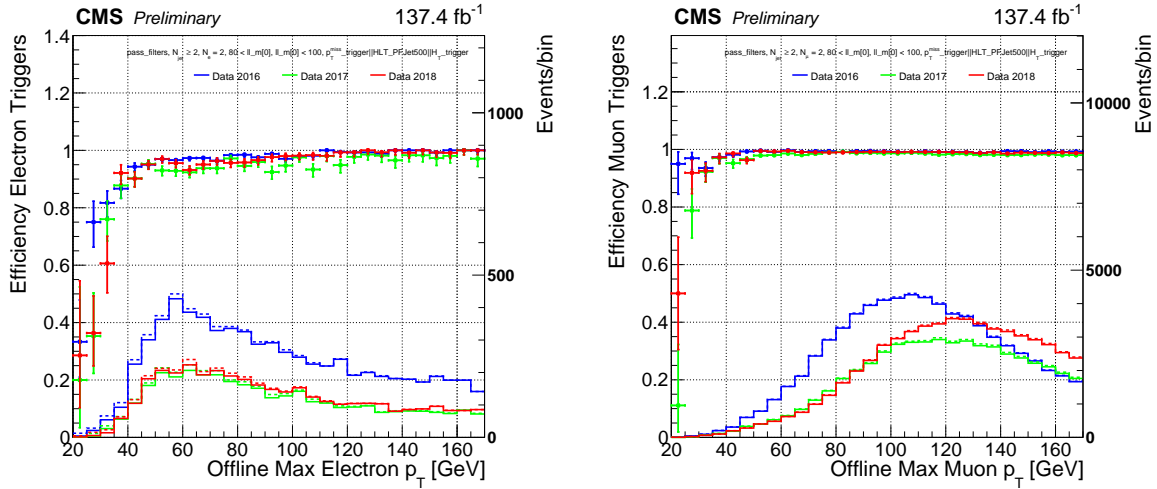 CMS Preliminary 137.4 fb-1
pass_filters, N_jet ≥ 2, N_e = 2, 80 < ll_m[0], ll_m[0] < 100, p_T^miss_trigger||HLT_PFJet500||H_T_trigger
Data 2016 Data 2017 Data 2018
Efficiency Electron Triggers
Events/bin
1.4
1.2
1
0.8
0.6
0.4
0.2
0
1000
500
0
20 40 60 80 100 120 140 160
Offline Max Electron p_T [GeV]
CMS Preliminary 137.4 fb-1
pass_filters, N_jet ≥ 2, N_μ = 2, 80 < ll_m[0], ll_m[0] < 100, p_T^miss_trigger||HLT_PFJet500||H_T_trigger
Data 2016 Data 2017 Data 2018
Efficiency Muon Triggers
Events/bin
1.2
1
0.8
0.6
0.4
0.2
0
10000
5000
0
20 40 60 80 100 120 140 160
Offline Max Muon p_T [GeV]